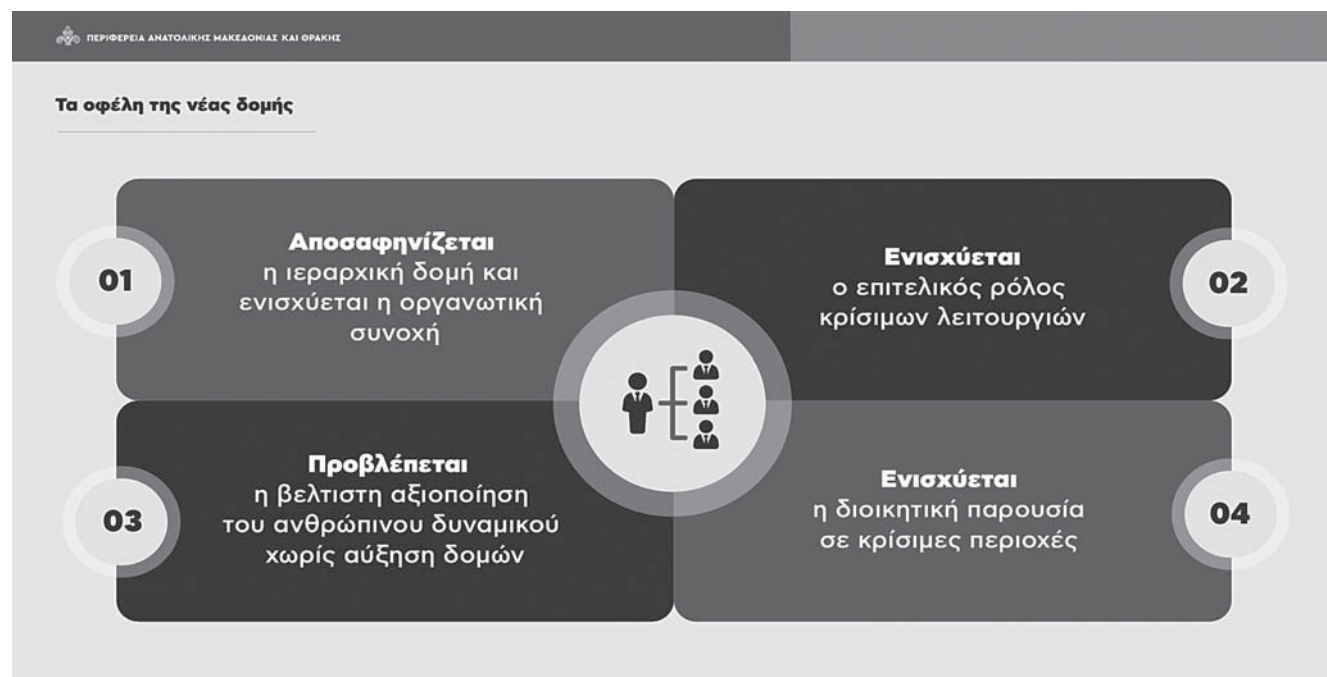 ΠΕΡΙΦΕΡΕΙΑ ΑΝΑΤΟΛΙΚΗΣ ΜΑΚΕΔΟΝΙΑΣ ΚΑΙ ΘΡΑΚΗΣ
Τα οφέλη της νέας δομής
01
Αποσαφηνίζεται
η ιεραρχική δομή και
ενισχύεται η οργανωτική
συνοχή
02
Ενισχύεται
ο επιτελικός ρόλος
κρίσιμων λειτουργιών
03
Προβλέπεται
η βελτιστη αξιοποίηση
του ανθρώπινου δυναμικού
χωρίς αύξηση δομών
04
Ενισχύεται
η διοικητική παρουσία
σε κρίσιμες περιοχές